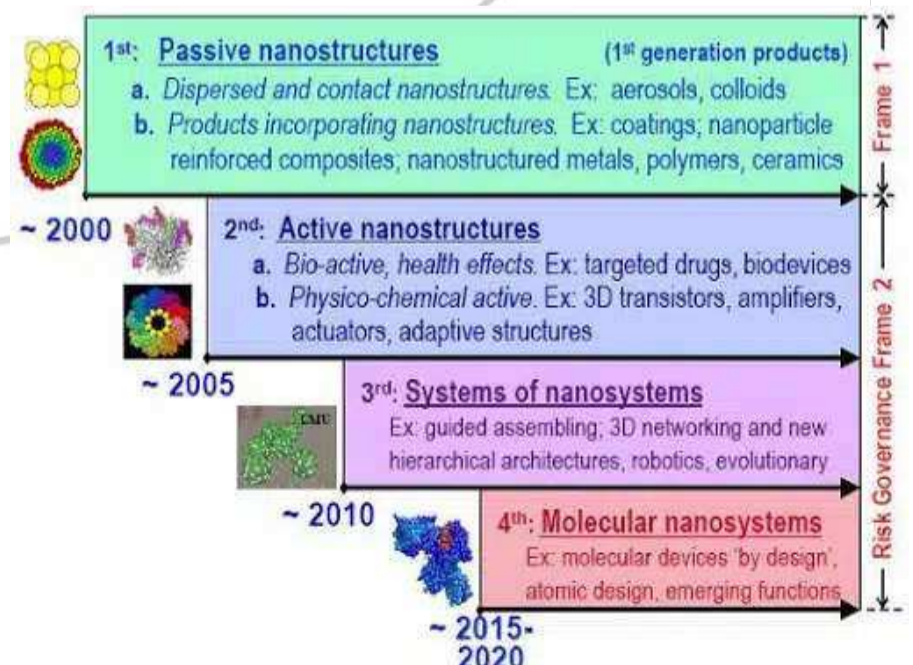 1st: Passive nanostructures (1st generation products)
a. Dispersed and contact nanostructures. Ex: aerosols, colloids
b. Products incorporating nanostructures. Ex: coatings; nanoparticle
reinforced composites; nanostructured metals, polymers, ceramics
Frame 1
~ 2000
2nd: Active nanostructures
a. Bio-active, health effects. Ex: targeted drugs, biodevices
b. Physico-chemical active. Ex: 3D transistors, amplifiers,
actuators, adaptive structures
~ 2005
3rd: Systems of nanosystems
Ex: guided assembling; 3D networking and new
hierarchical architectures, robotics, evolutionary
CMU
~ 2010
4th: Molecular nanosystems
Ex: molecular devices ‘by design’,
atomic design, emerging functions
~ 2015-
2020
Risk Governance Frame 2